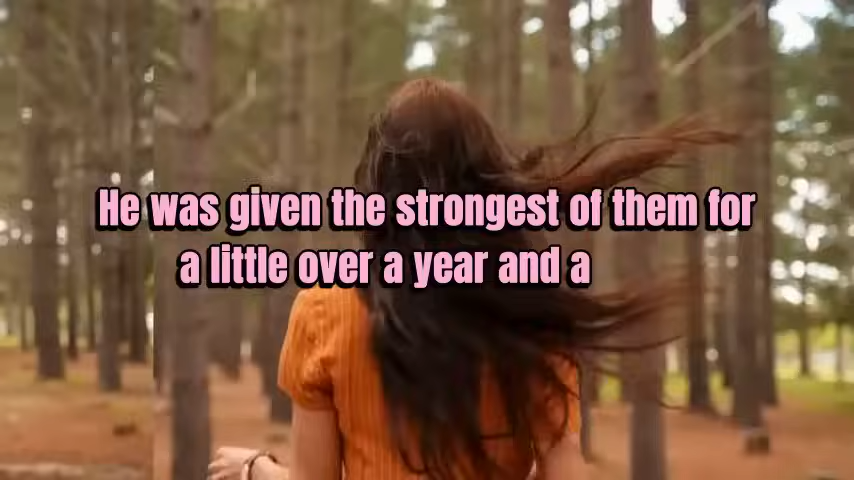 He was given the strongest of them for
a little over a year and a